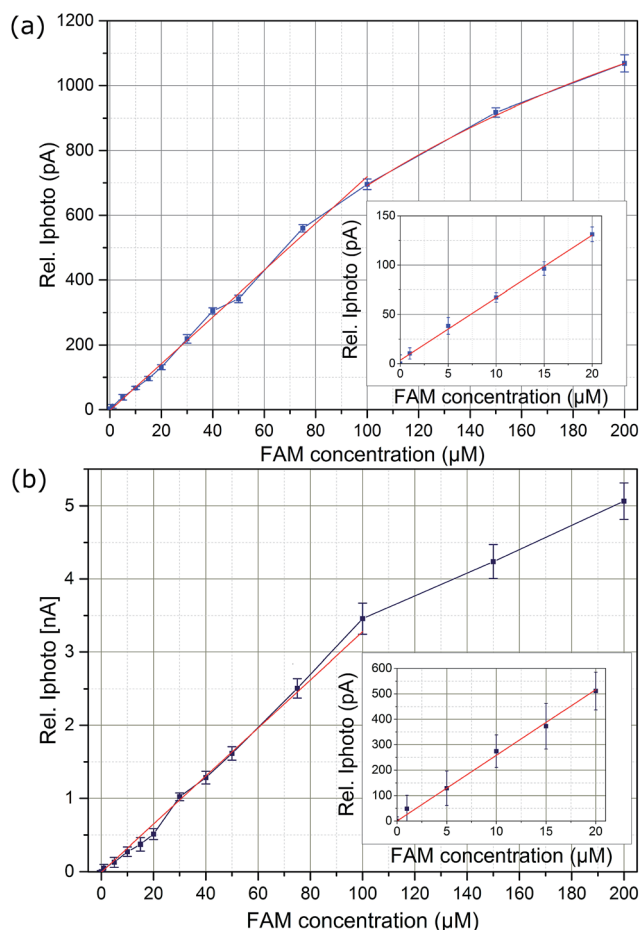 (a)
1200
1000
800
600
400
200
0
Rel. Iphoto (pA)
0 20 40 60 80 100 120 140 160 180 200
FAM concentration (µM)
150
100
50
0
Rel. Iphoto (pA)
0 5 10 15 20
FAM concentration (µM)
(b)
5
4
3
2
1
0
Rel. Iphoto [nA]
0 20 40 60 80 100 120 140 160 180 200
FAM concentration (µM)
600
500
400
300
200
100
0
Rel. Iphoto (pA)
0 5 10 15 20
FAM concentration (µM)